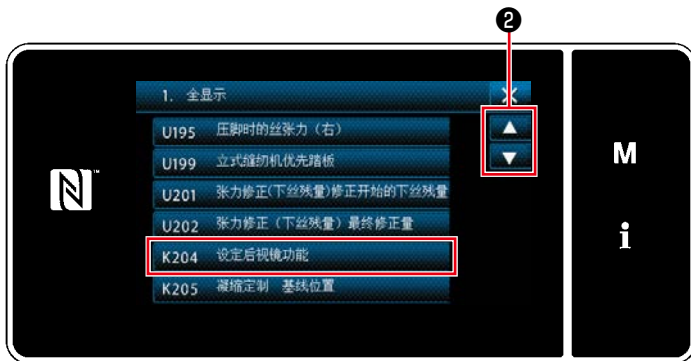 ❷
1. 全显示
U195 压脚时的丝张力（右）
U199 立式缝纫机优先踏板
U201 张力修正(下丝残量)修正开始的下丝残量
U202 张力修正（下丝残量）最终修正量
K204 设定后视镜功能
K205 凝缩定制 基线位置
M
i
N
™